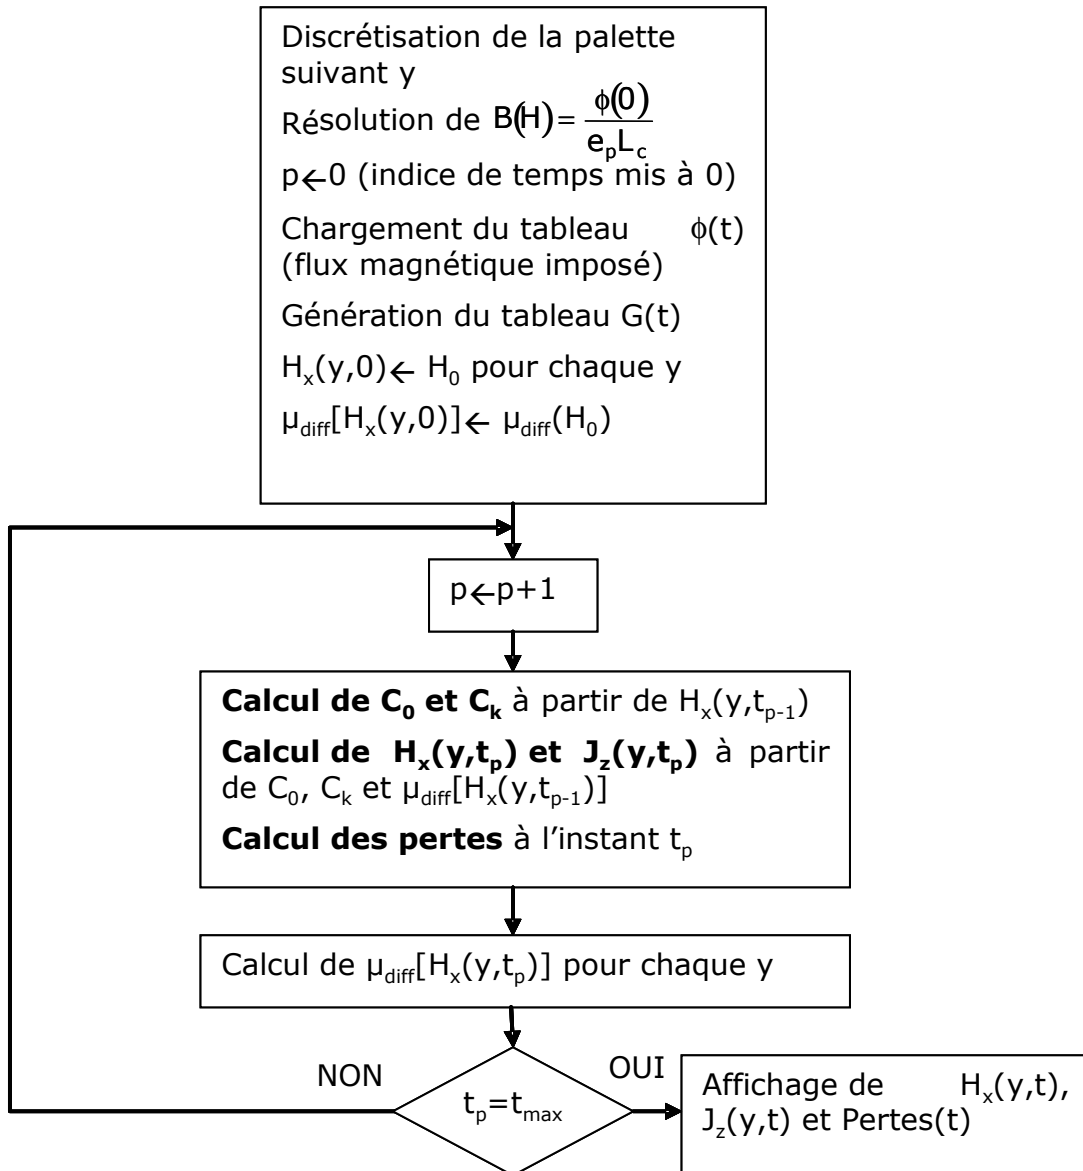 Discrétisation de la palette
suivant y
Résolution de B(H) = ϕ(0) / e_p L_c
p←0 (indice de temps mis à 0)
Chargement du tableau ϕ(t)
(flux magnétique imposé)
Génération du tableau G(t)
H_x(y,0)← H_0 pour chaque y
µ_diff[H_x(y,0)]← µ_diff(H_0)
p←p+1
Calcul de C_0 et C_k à partir de H_x(y,t_p-1)
Calcul de H_x(y,t_p) et J_z(y,t_p) à partir
de C_0, C_k et µ_diff[H_x(y,t_p-1)]
Calcul des pertes à l’instant t_p
Calcul de µ_diff[H_x(y,t_p)] pour chaque y
NON
t_p=t_max
OUI
Affichage de H_x(y,t),
J_z(y,t) et Pertes(t)